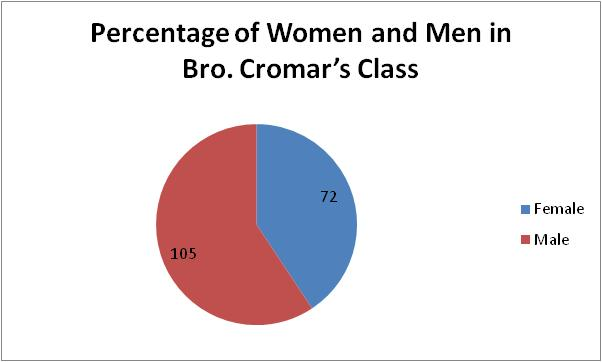 Percentage of Women and Men in
Bro. Cromar’s Class
72
105
Female
Male